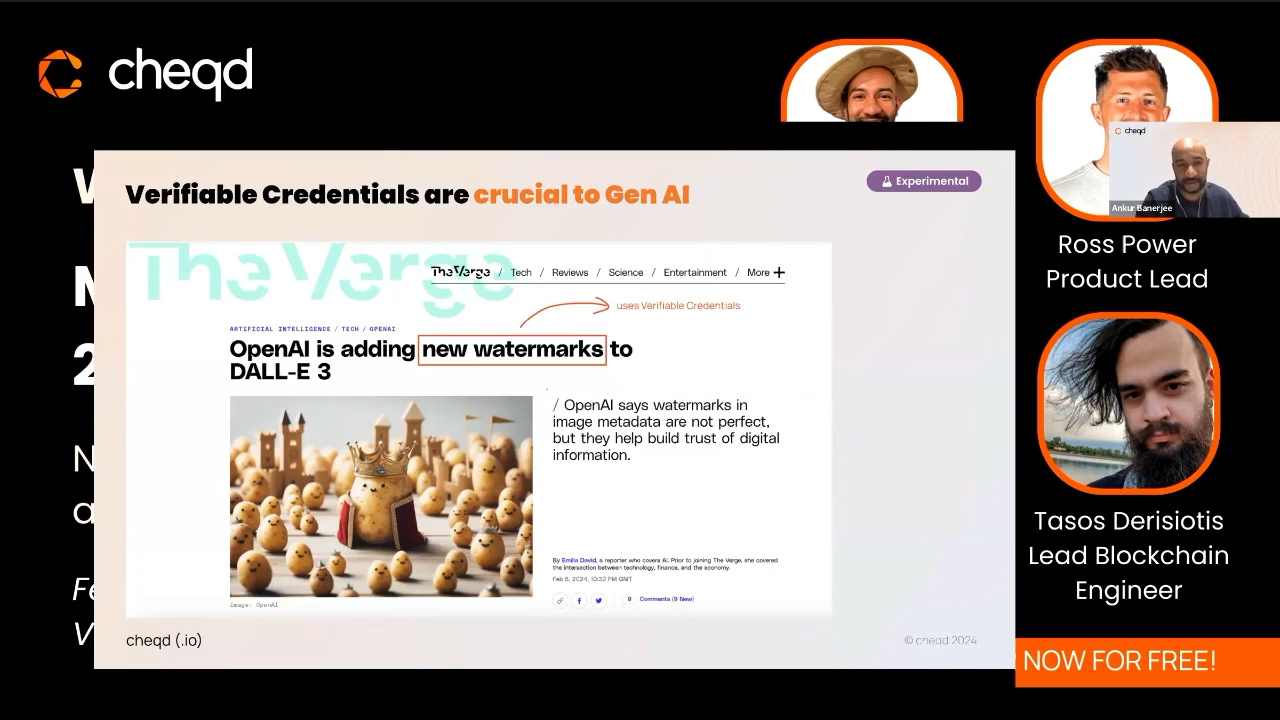 cheqd
W
M
2
N
a
Fe
V
Verifiable Credentials are crucial to Gen AI
Experimental
The Verge
The Verge / Tech / Reviews / Science / Entertainment / More +
uses Verifiable Credentials
ARTIFICIAL INTELLIGENCE / TECH / OPENAI
OpenAI is adding new watermarks to
DALL-E 3
/ OpenAI says watermarks in
image metadata are not perfect,
but they help build trust of digital
information.
By Emilia David, a reporter who covers AI. Prior to joining The Verge, she covered
the intersection between technology, finance, and the economy.
Feb 6, 2024, 10:32 PM GMT
9 Comments (9 New)
Image: OpenAI
cheqd (.io)
© cheqd 2024
cheqd
Ankur Banerjee
Ross Power
Product Lead
Tasos Derisiotis
Lead Blockchain
Engineer
NOW FOR FREE!